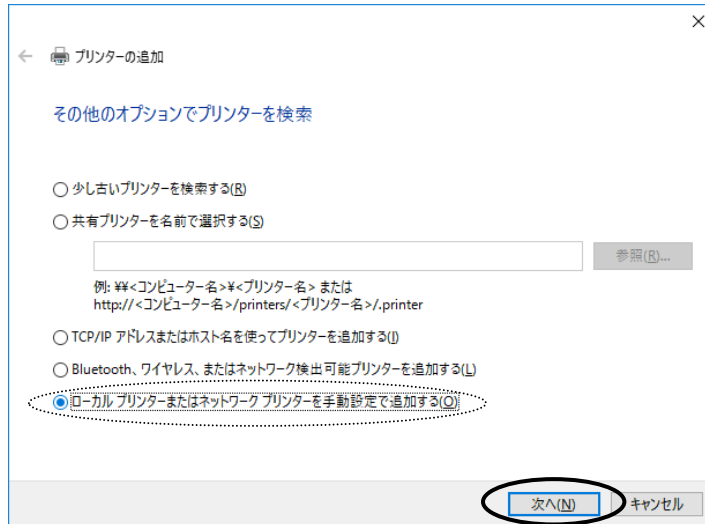 プリンターの追加
その他のオプションでプリンターを検索
少し古いプリンターを検索する(R)
共有プリンターを名前で選択する(S)
参照(R)...
例: ¥¥<コンピューター名>¥<プリンター名> または
http://<コンピューター名>/printers/<プリンター名>/.printer
TCP/IP アドレスまたはホスト名を使ってプリンターを追加する(I)
Bluetooth、ワイヤレス、またはネットワーク検出可能プリンターを追加する(L)
ローカル プリンターまたはネットワーク プリンターを手動設定で追加する(O)
次へ(N) キャンセル